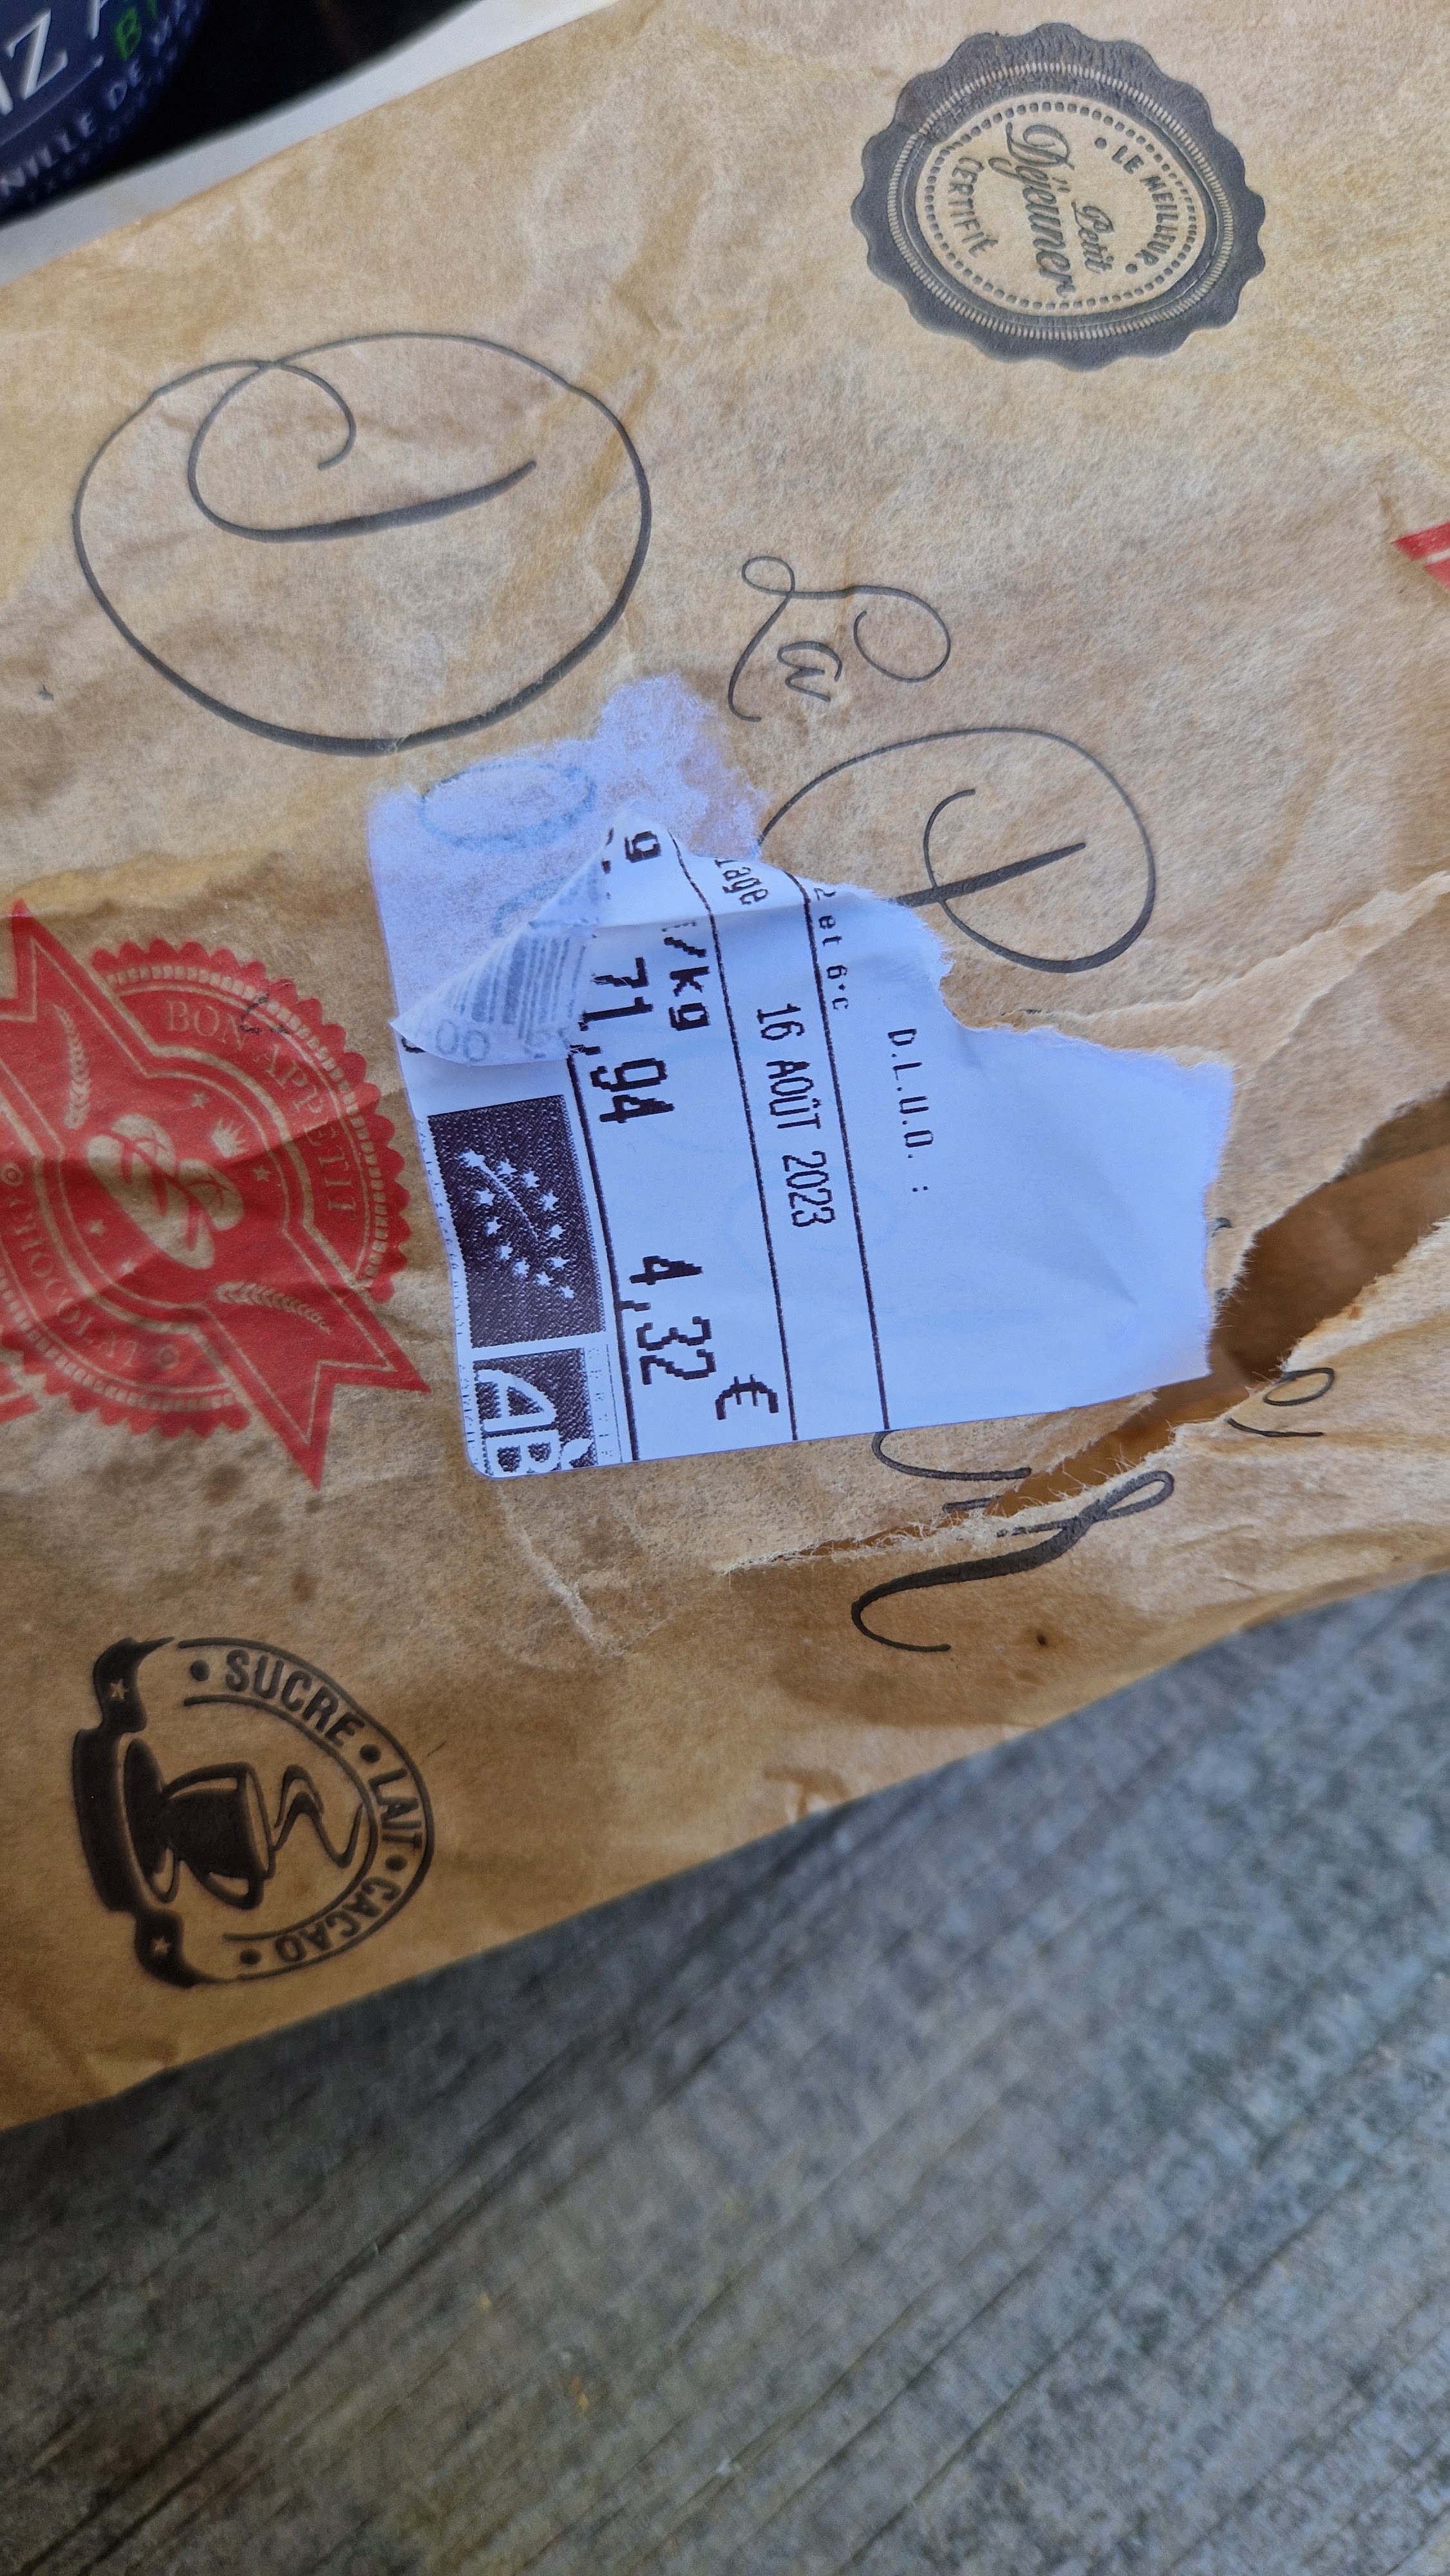 LE MEILLEUR
Petit
Déjeuner
CERTIFIÉ
La
P
D.L.U.O. :
2 et 6°c
16 AOÛT 2023
g
/kg
71,94
4,32 €
AB
BON APPETIT
SUCRE • LAIT • CACAO